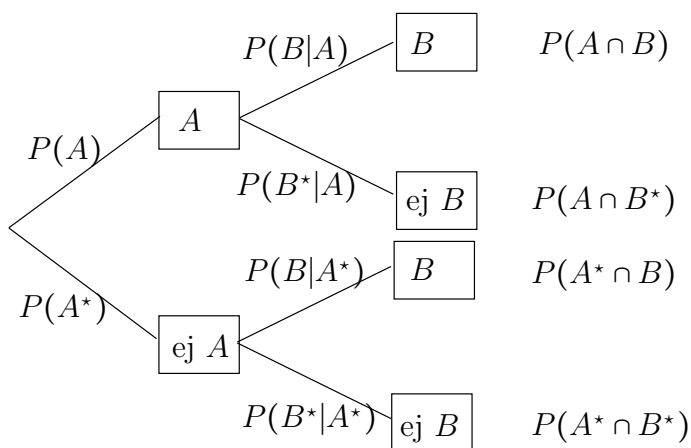 P(B|A) B P(A ∩ B)
A
P(A)
P(B⋆|A) ej B P(A ∩ B⋆)
P(B|A⋆) B P(A⋆ ∩ B)
P(A⋆)
ej A
P(B⋆|A⋆) ej B P(A⋆ ∩ B⋆)